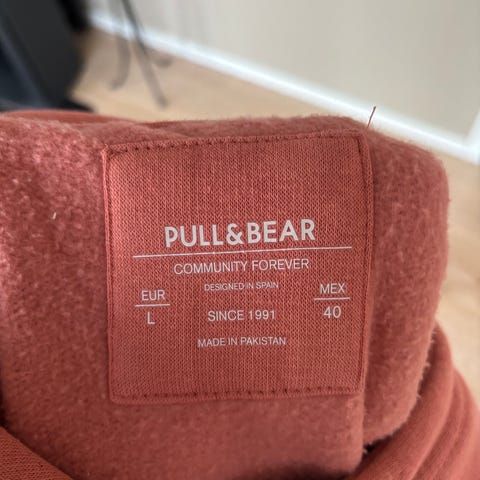 PULL&BEAR
COMMUNITY FOREVER
DESIGNED IN SPAIN
EUR
L
SINCE 1991
MEX
40
MADE IN PAKISTAN